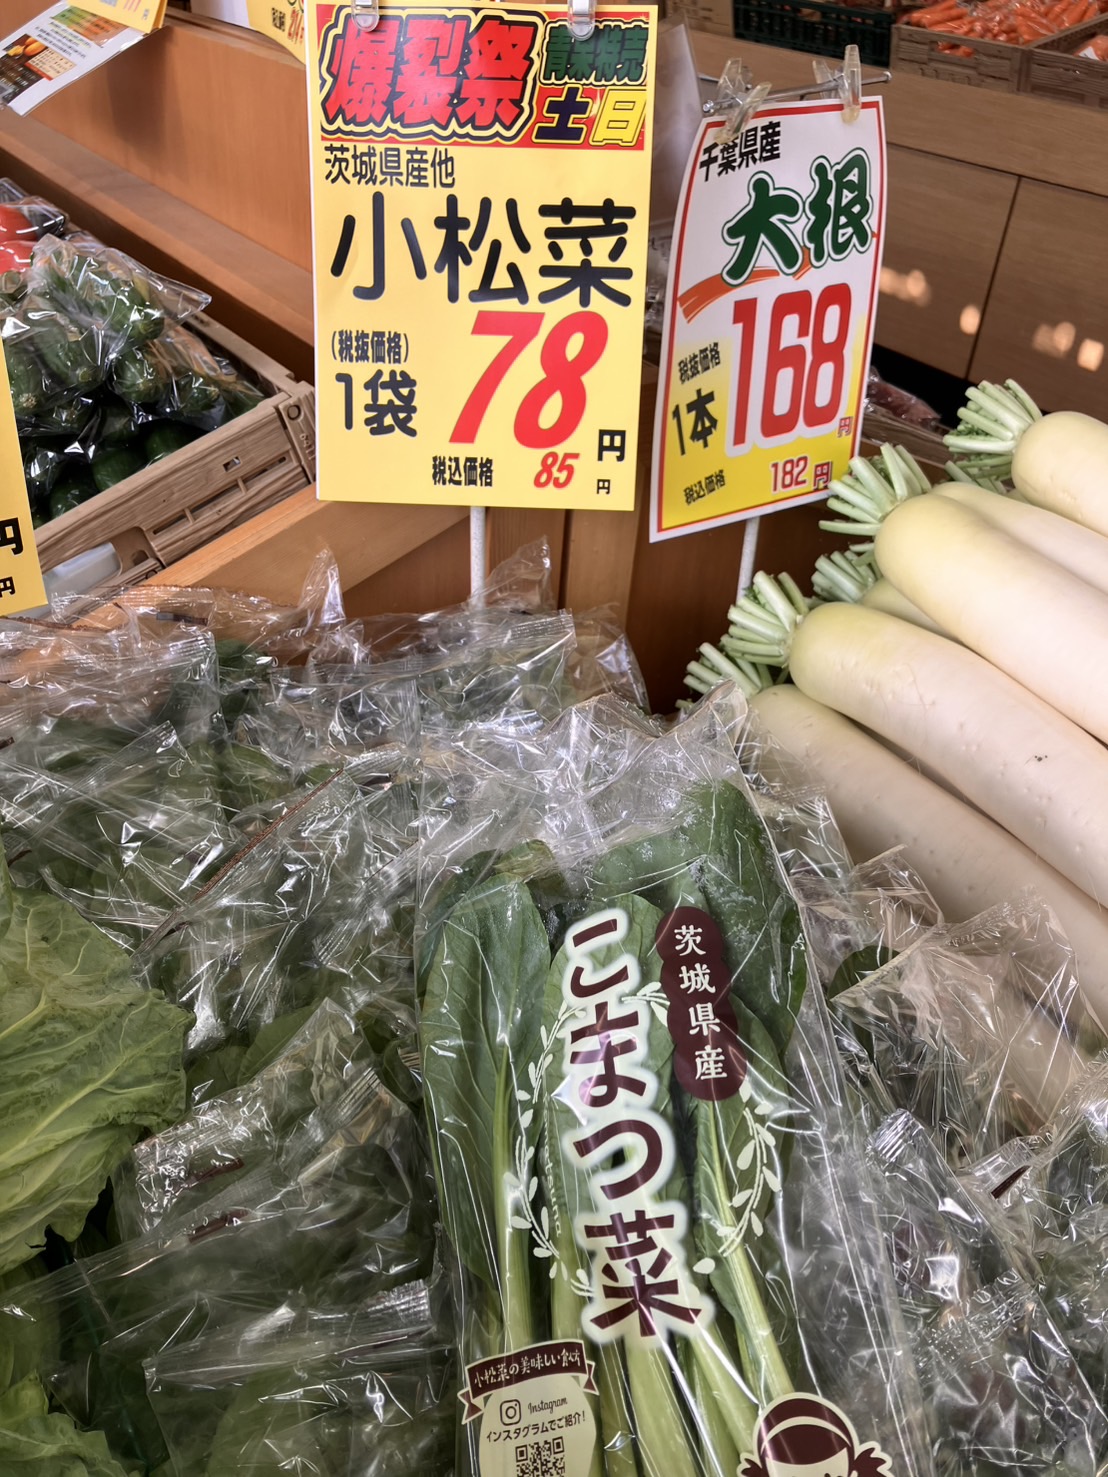 爆裂祭
青果特売
土日
茨城県産他
小松菜
(税抜価格)
1袋
78
円
税込価格
85
円
千葉県産
大根
税抜価格
1本
168
円
税込価格
182 円
円
円
茨城県産
こまつ菜
小松菜の美味しい食べ方
Instagram
インスタグラムでご紹介!